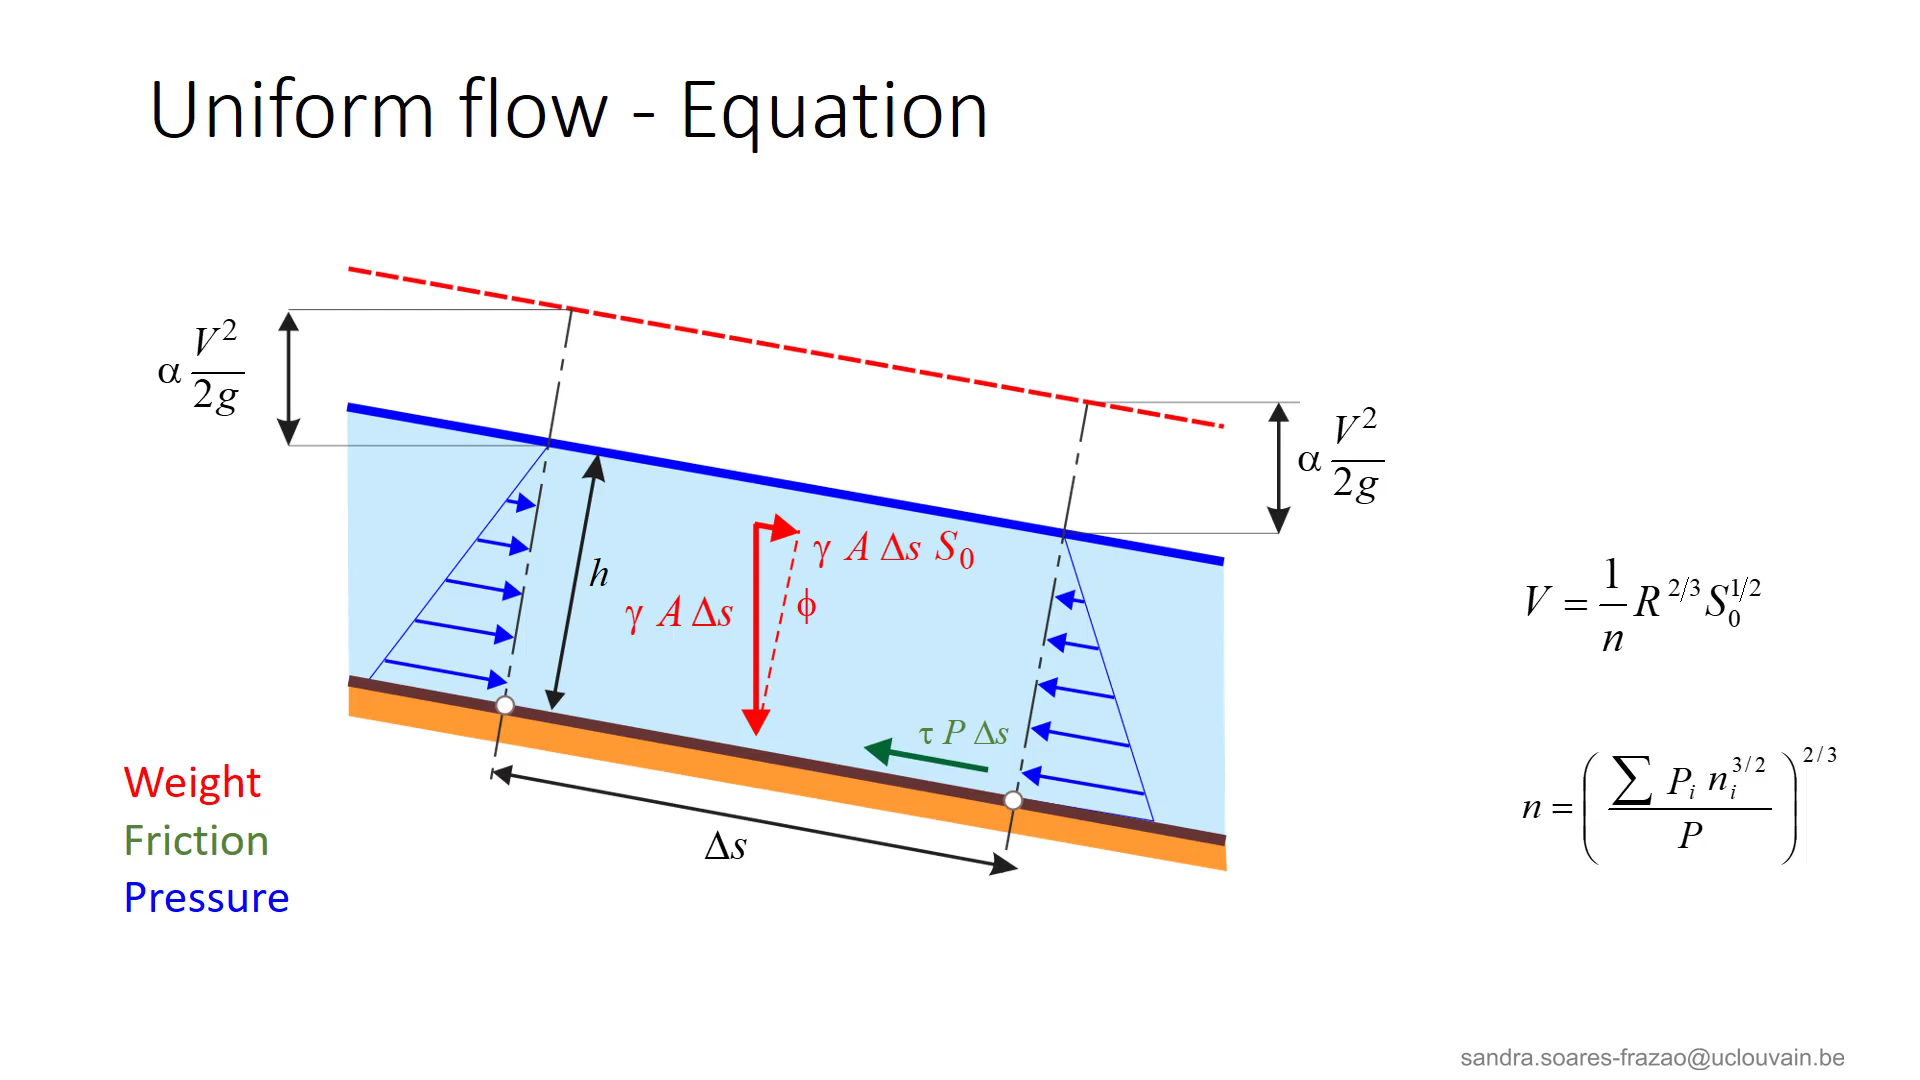 Uniform flow - Equation
α V²/2g
α V²/2g
h
γ A Δs S₀
γ A Δs
ϕ
τ P Δs
Δs
V = 1/n R^2/3 S₀^1/2
n = ( ∑ Pᵢ nᵢ^3/2 / P )^2/3
Weight
Friction
Pressure
sandra.soares-frazao@uclouvain.be